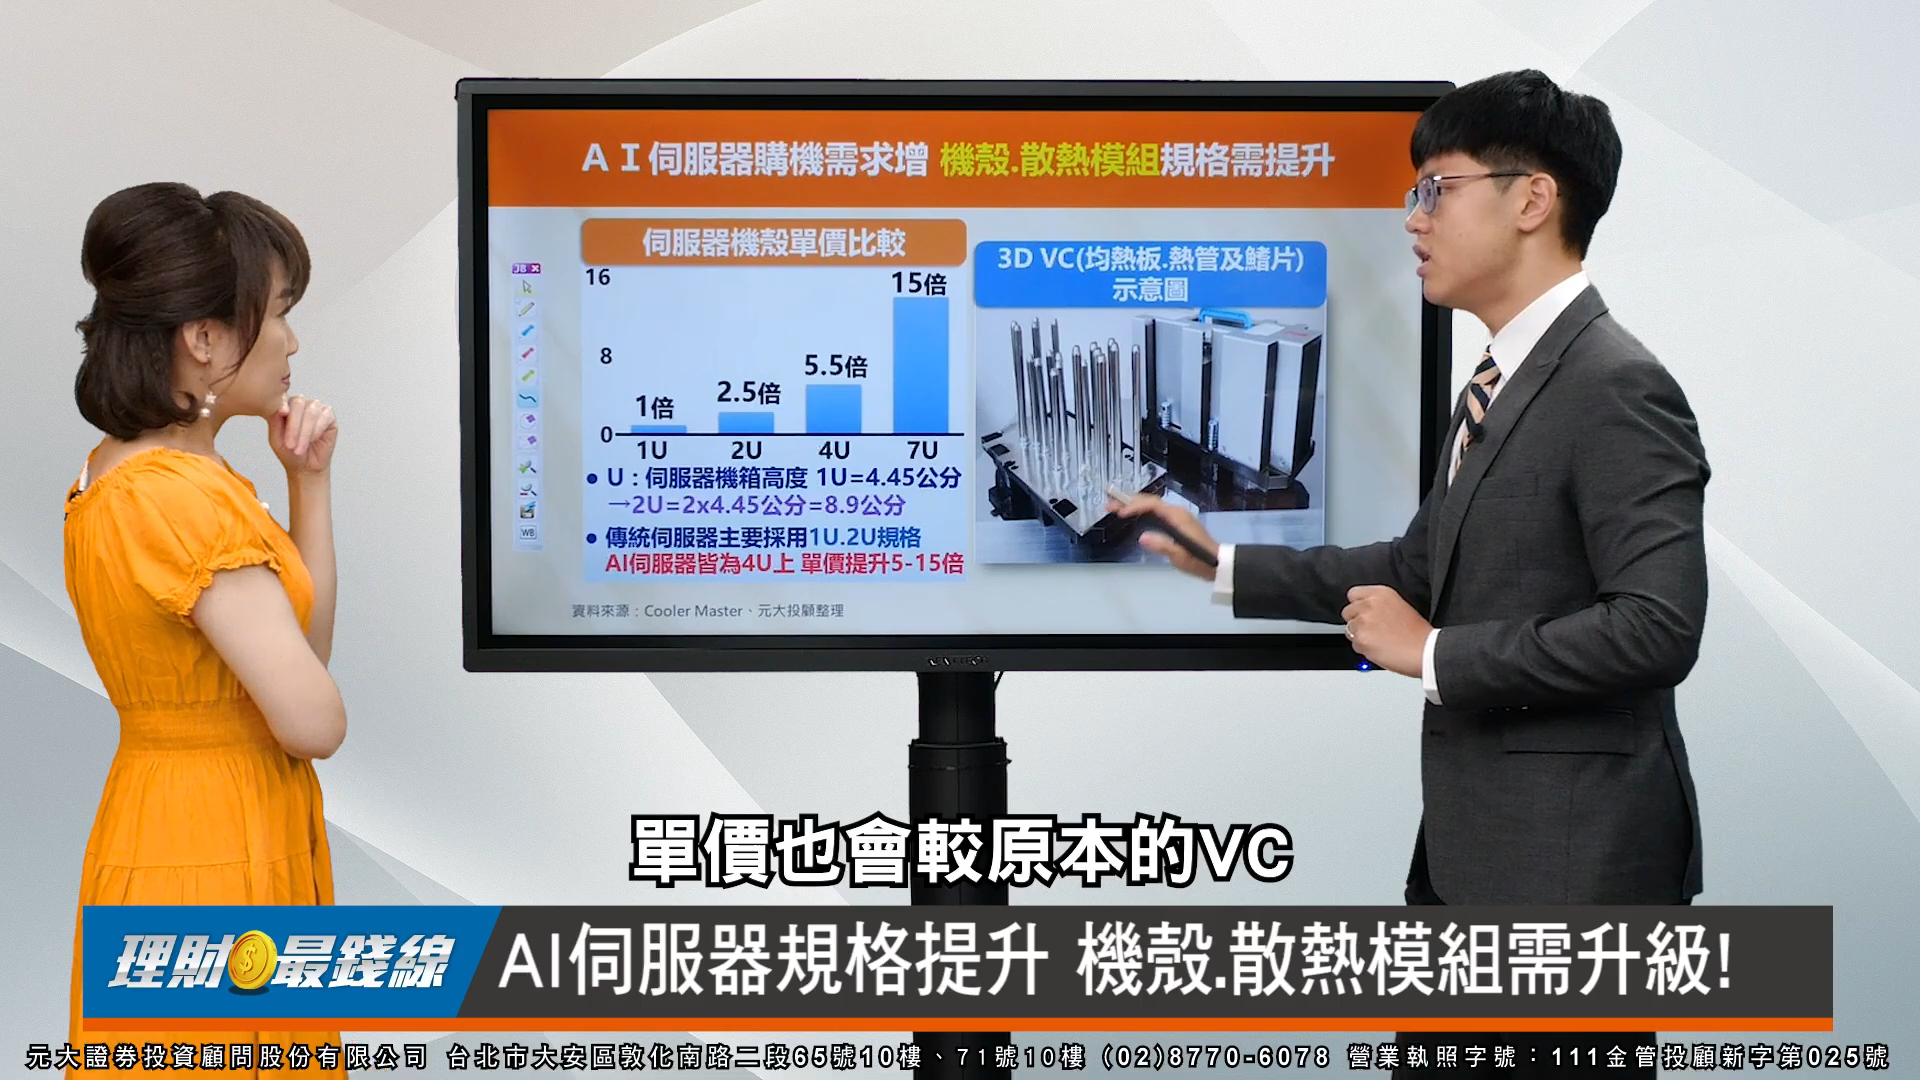 ＡＩ伺服器購機需求增 機殼.散熱模組規格需提升
伺服器機殼單價比較
16
8
0
1倍
2.5倍
5.5倍
15倍
1U 2U 4U 7U
● U：伺服器機箱高度 1U=4.45公分
→2U=2x4.45公分=8.9公分
● 傳統伺服器主要採用1U.2U規格
AI伺服器皆為4U上 單價提升5-15倍
資料來源：Cooler Master、元大投顧整理
3D VC(均熱板.熱管及鰭片)
示意圖
JB
WB
單價也會較原本的VC
理財最錢線
AI伺服器規格提升 機殼.散熱模組需升級!
元大證券投資顧問股份有限公司 台北市大安區敦化南路二段65號10樓、71號10樓 (02)8770-6078 營業執照字號：111金管投顧新字第025號